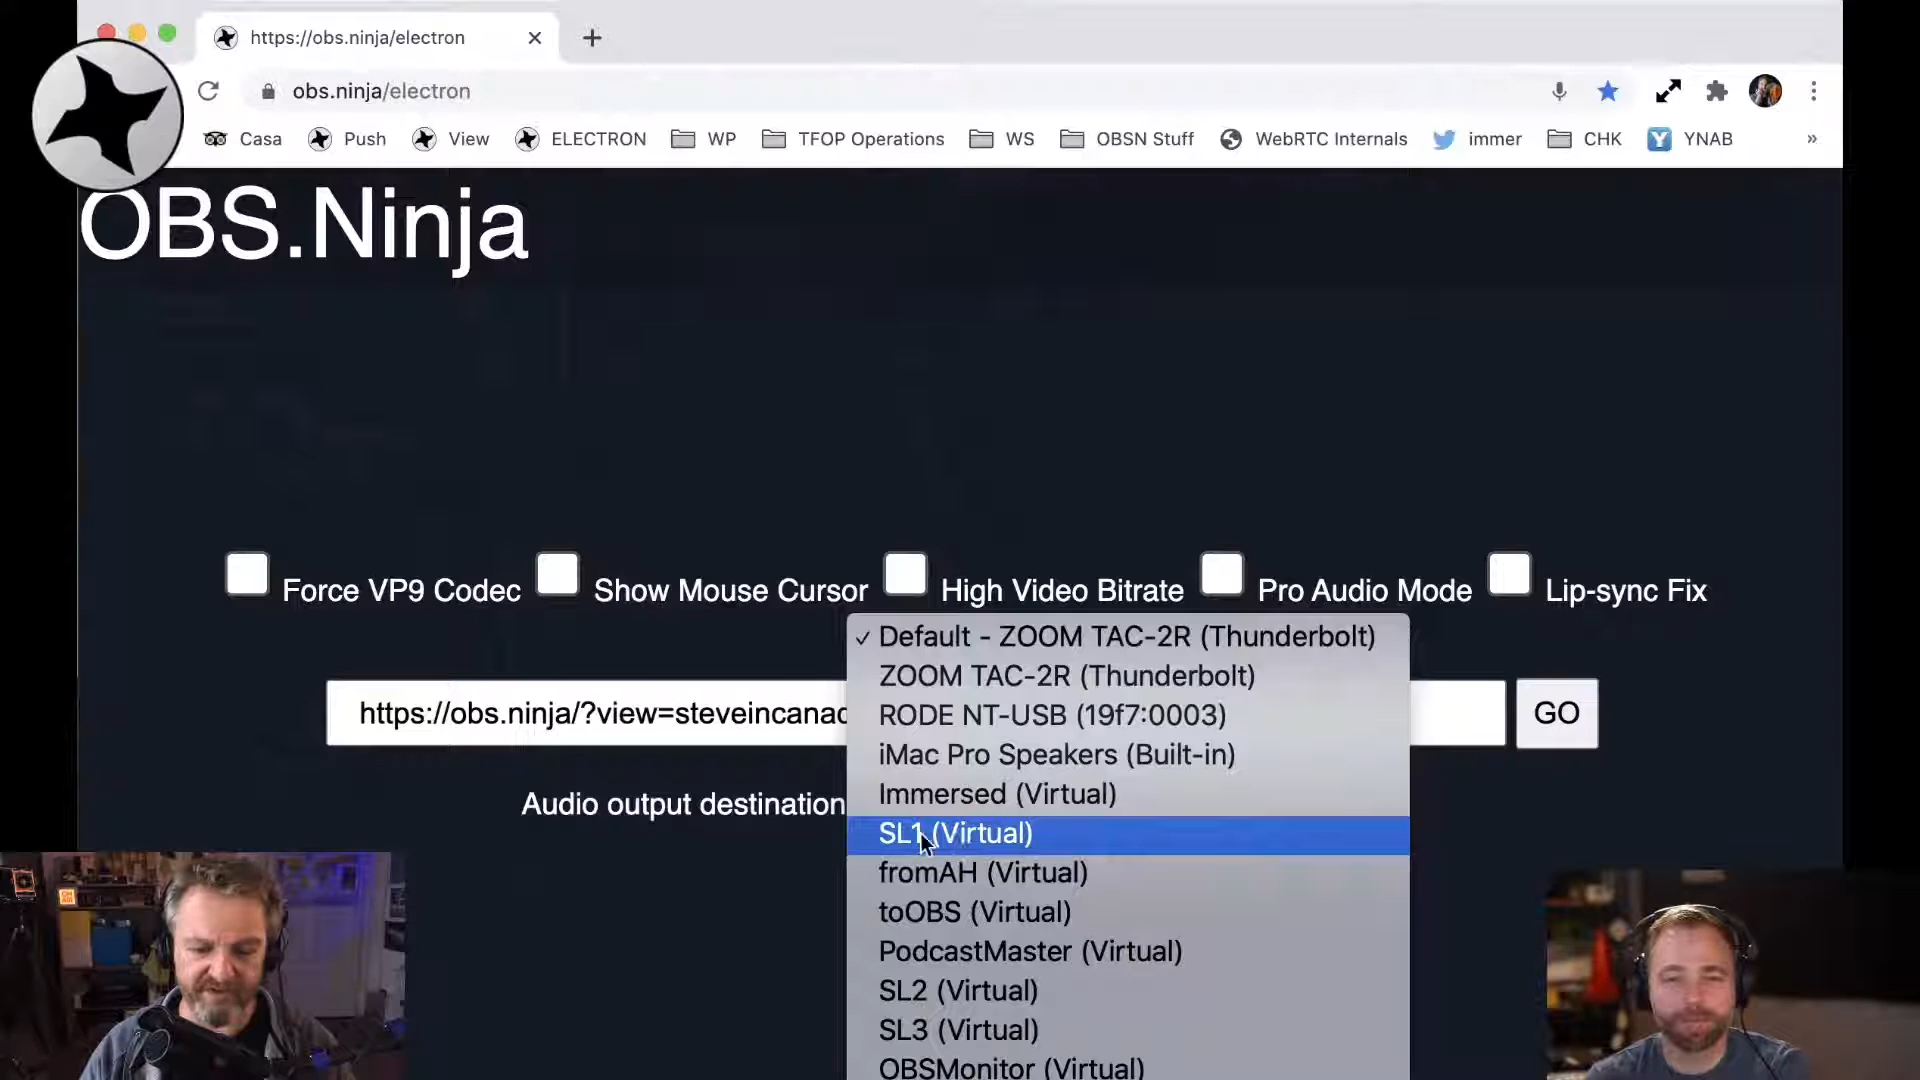 https://obs.ninja/electron
obs.ninja/electron
Casa Push View ELECTRON WP TFOP Operations WS OBSN Stuff WebRTC Internals immer CHK YNAB »
OBS.Ninja
Force VP9 Codec Show Mouse Cursor High Video Bitrate Pro Audio Mode Lip-sync Fix
✓ Default - ZOOM TAC-2R (Thunderbolt)
ZOOM TAC-2R (Thunderbolt)
https://obs.ninja/?view=steveincanad GO
RODE NT-USB (19f7:0003)
iMac Pro Speakers (Built-in)
Immersed (Virtual)
Audio output destination
SL1 (Virtual)
fromAH (Virtual)
toOBS (Virtual)
PodcastMaster (Virtual)
SL2 (Virtual)
SL3 (Virtual)
OBSMonitor (Virtual)